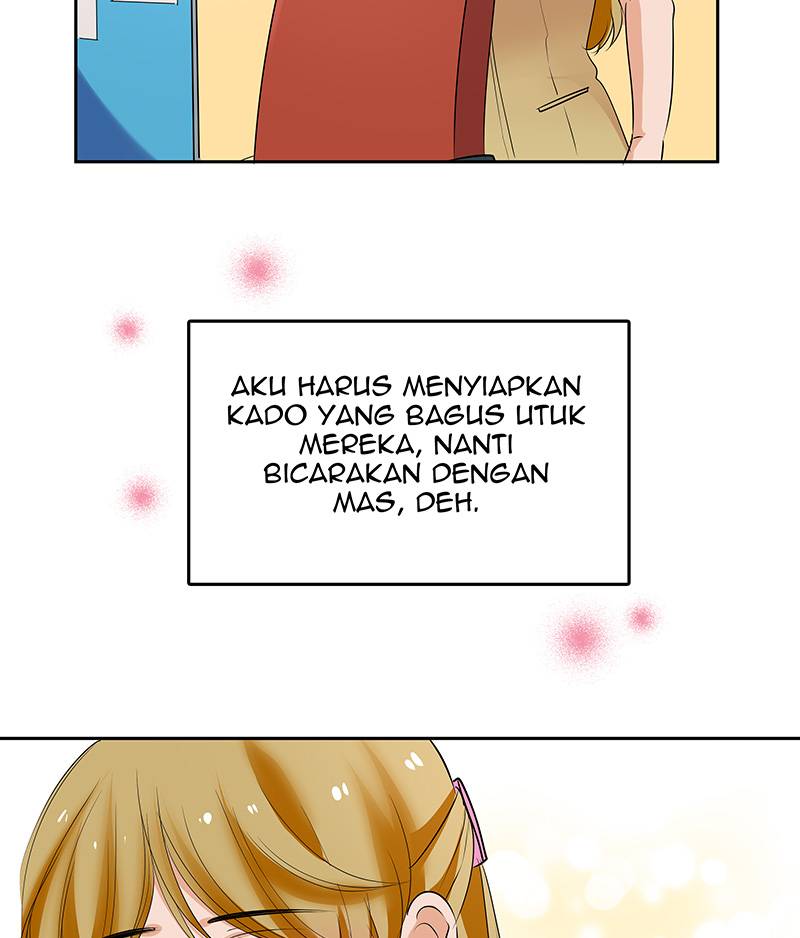 AKU HARUS MENYIAPKAN
KADO YANG BAGUS UTUK
MEREKA, NANTI
BICARAKAN DENGAN
MAS, DEH.